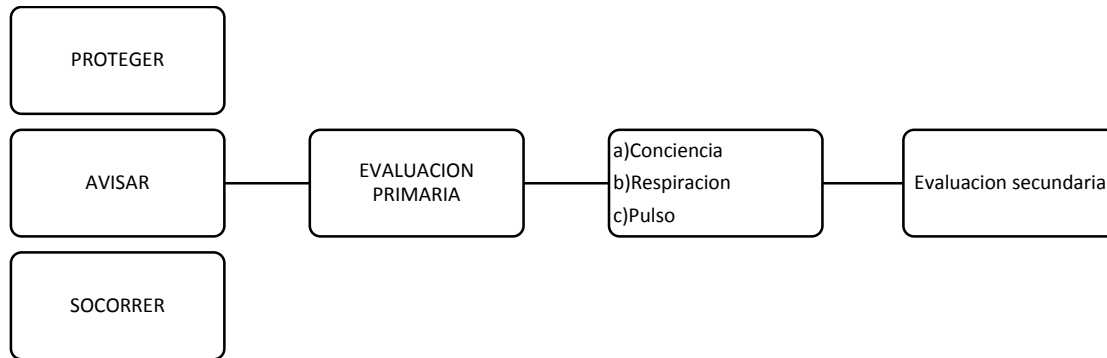 PROTEGER
AVISAR
EVALUACION
PRIMARIA
a)Conciencia
b)Respiracion
c)Pulso
Evaluacion secundaria
SOCORRER